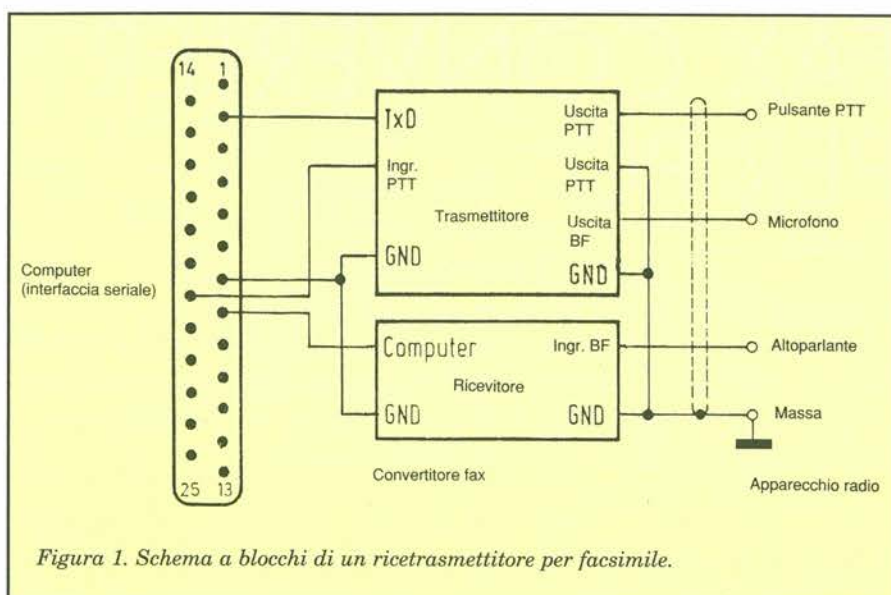 14 1
TxD
Ingr.
PTT
Trasmettitore
GND
Uscita
PTT
Uscita
PTT
Uscita
BF
GND
Pulsante PTT
Microfono
Computer
(interfaccia seriale)
Computer
Ingr. BF
Ricevitore
GND
GND
Altoparlante
Massa
25 13
Convertitore fax
Apparecchio radio
Figura 1. Schema a blocchi di un ricetrasmettitore per facsimile.